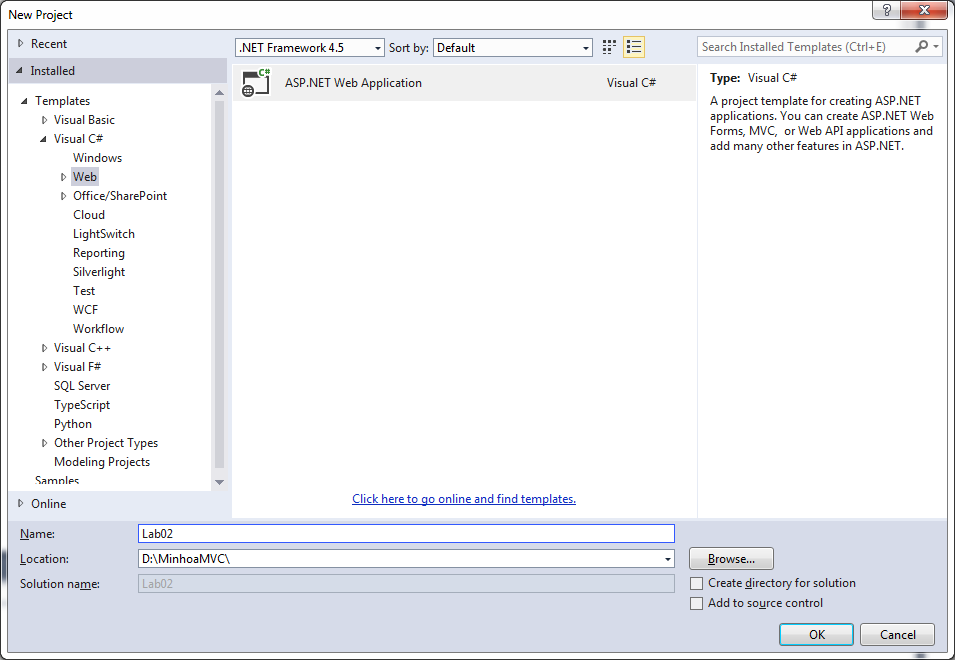 New Project
?
Recent
.NET Framework 4.5
Sort by:
Default
Search Installed Templates (Ctrl+E)
Installed
Templates
Visual Basic
Visual C#
Windows
Web
Office/SharePoint
Cloud
LightSwitch
Reporting
Silverlight
Test
WCF
Workflow
Visual C++
Visual F#
SQL Server
TypeScript
Python
Other Project Types
Modeling Projects
Samples
Online
C#
ASP.NET Web Application
Visual C#
Type: Visual C#
A project template for creating ASP.NET
applications. You can create ASP.NET Web
Forms, MVC, or Web API applications and
add many other features in ASP.NET.
Click here to go online and find templates.
Name:
Lab02
Location:
D:\MinhoaMVC\
Browse...
Solution name:
Lab02
Create directory for solution
Add to source control
OK
Cancel